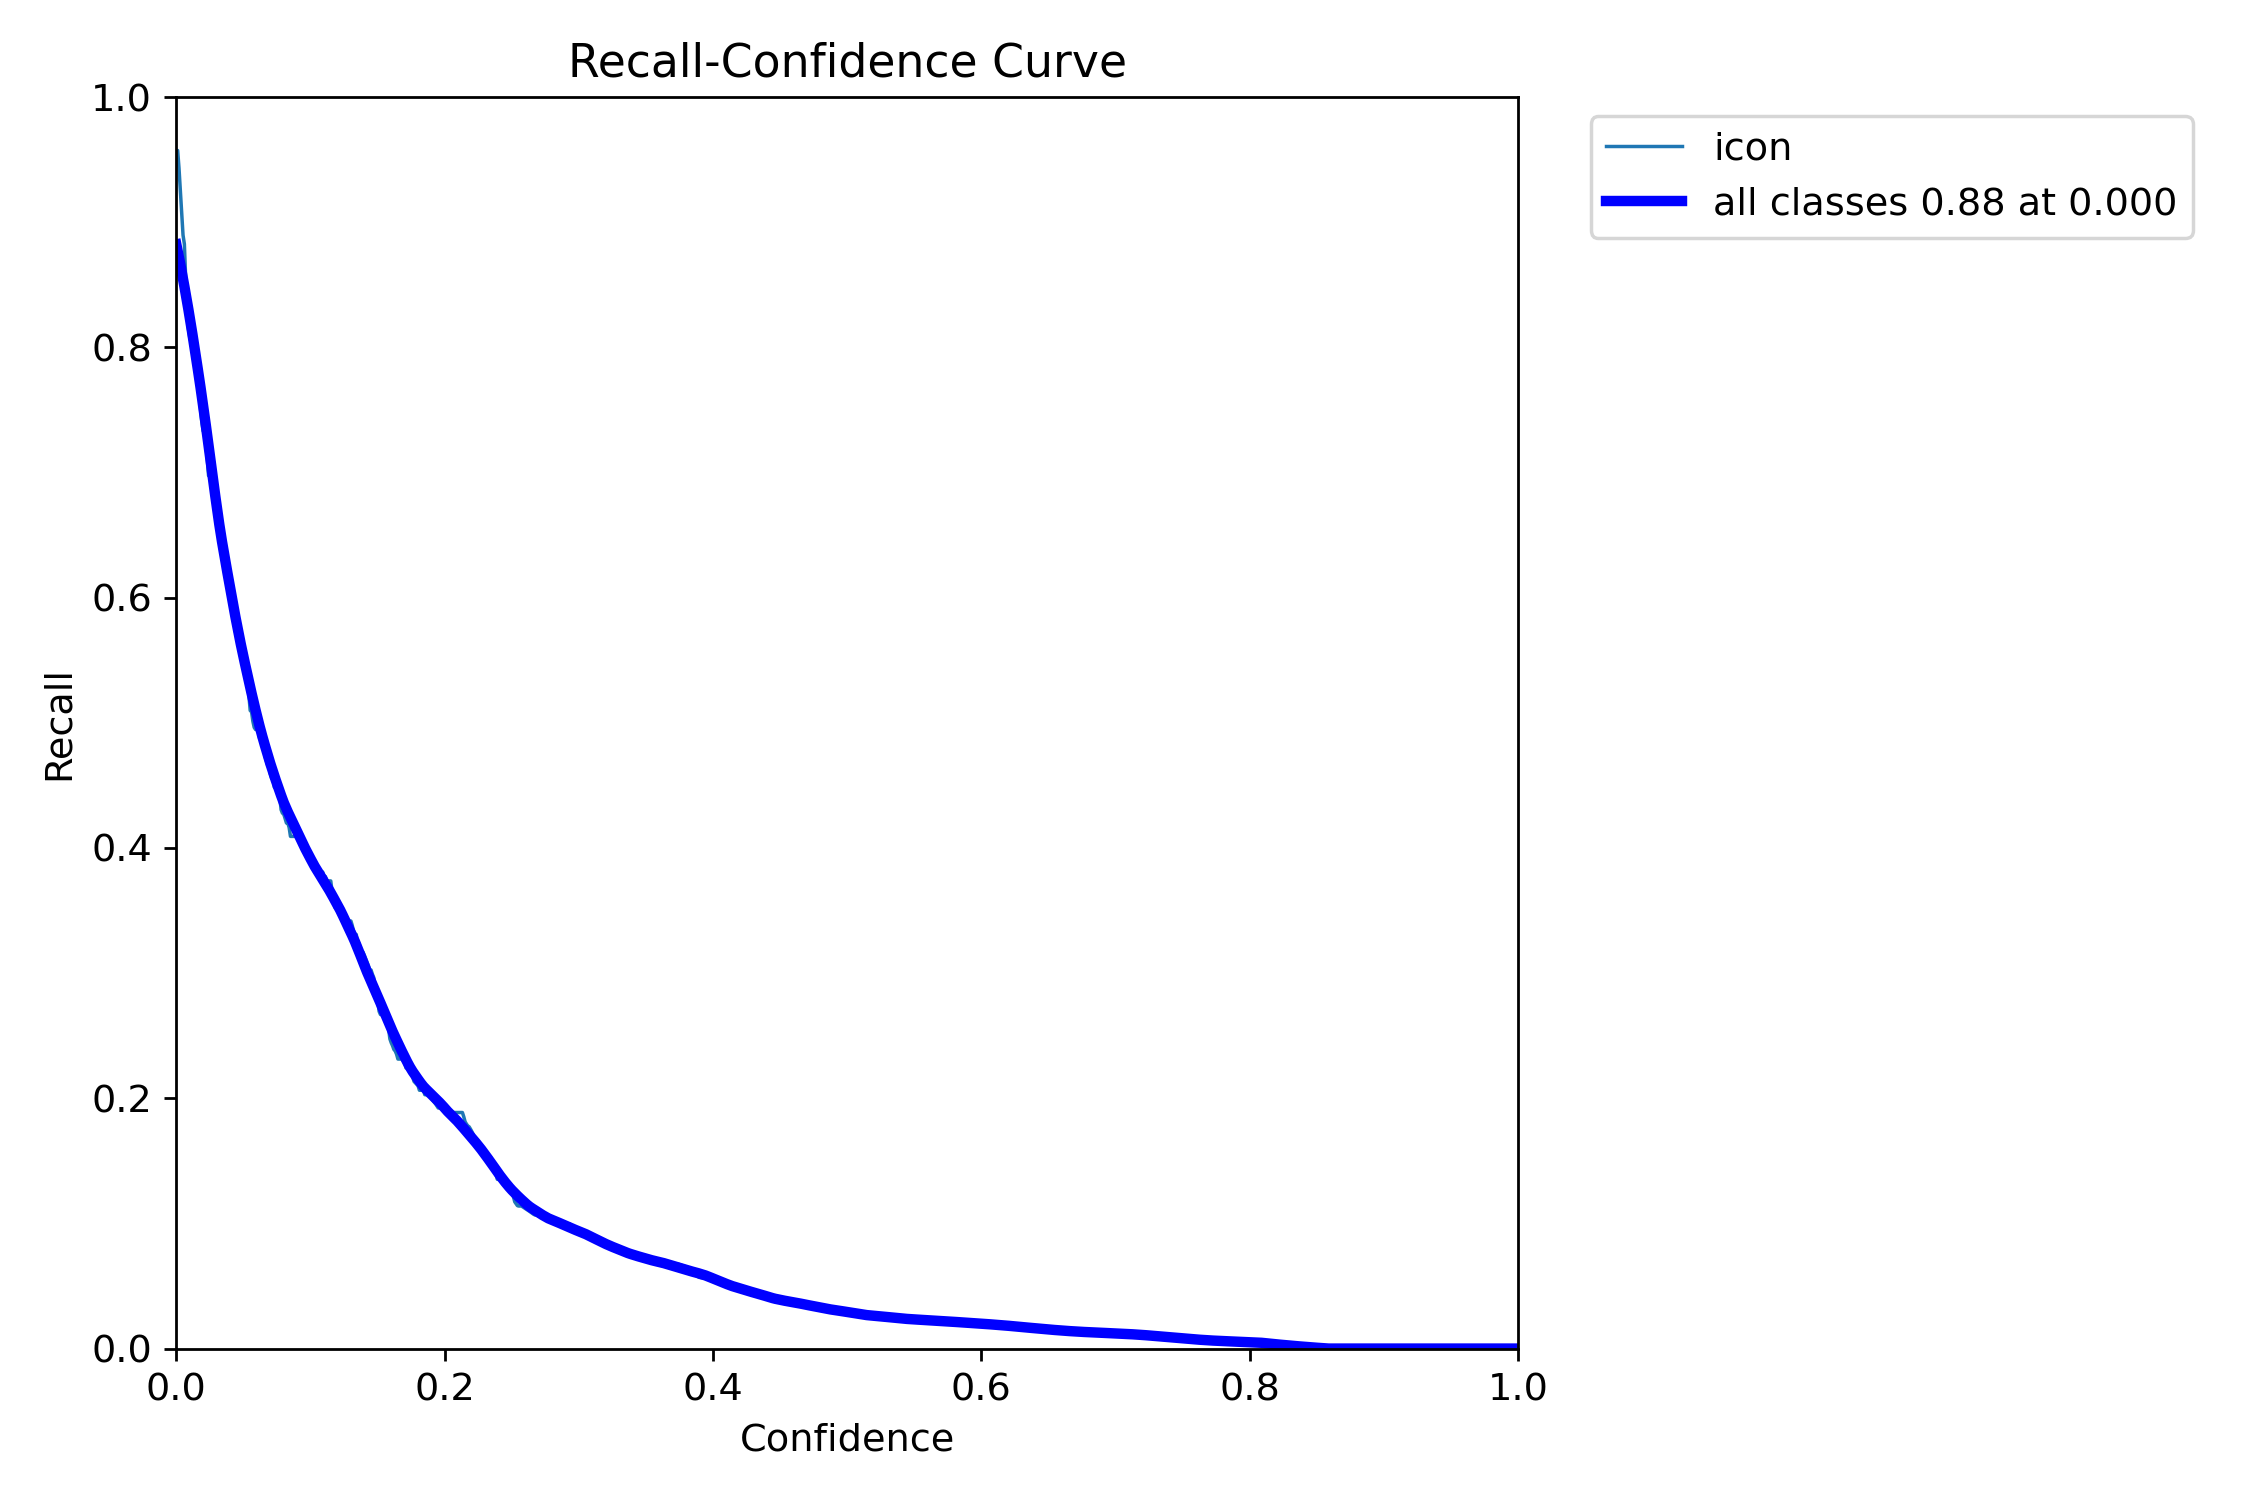 Recall-Confidence Curve
1.0
0.8
0.6
0.4
0.2
0.0
Recall
0.0 0.2 0.4 0.6 0.8 1.0
Confidence
icon
all classes 0.88 at 0.000